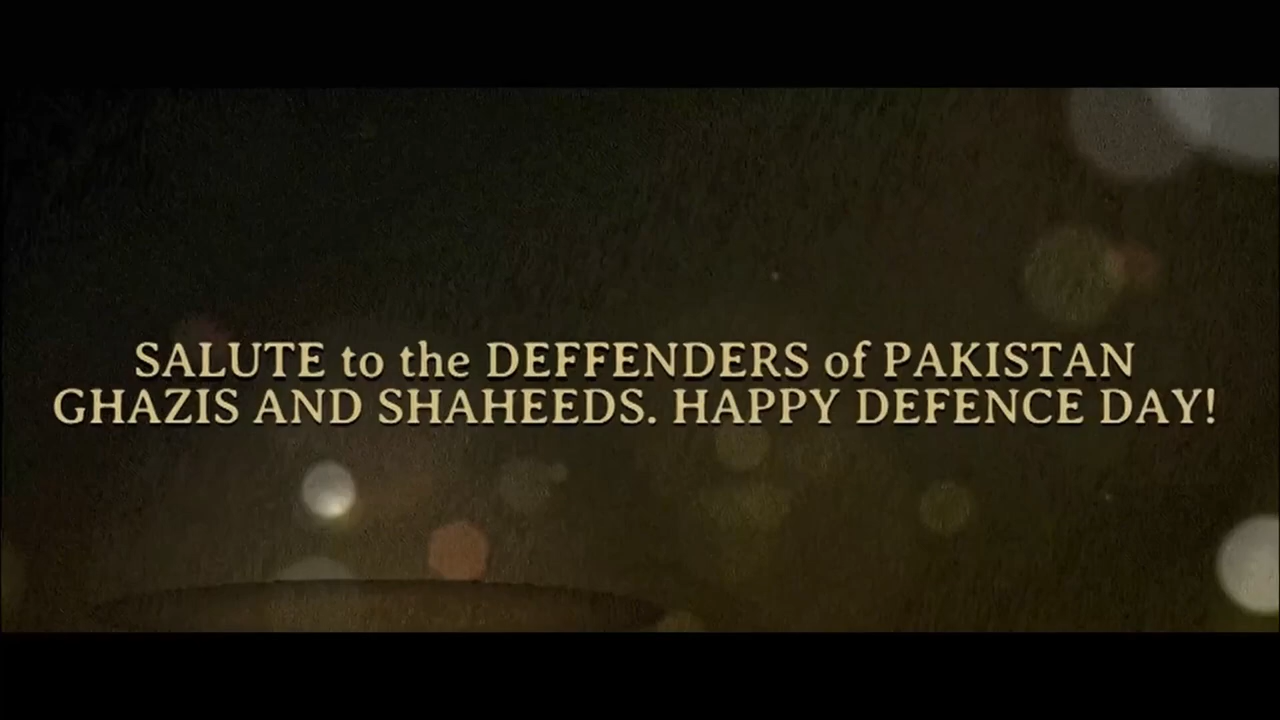 SALUTE to the DEFFENDERS of PAKISTAN
GHAZIS AND SHAHEEDS. HAPPY DEFENCE DAY!